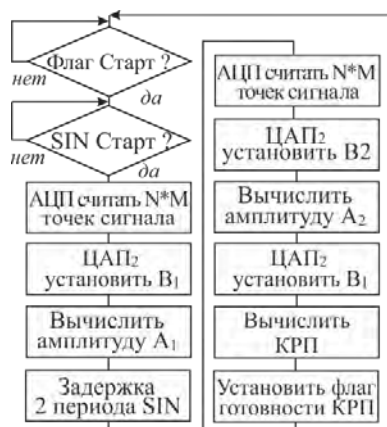 Флаг Старт ?
нет
да
SIN Старт ?
нет
да
АЦП считать N*M
точек сигнала
ЦАП₂
установить В₁
Вычислить
амплитуду А₁
Задержка
2 периода SIN
АЦП считать N*M
точек сигнала
ЦАП₂
установить В2
Вычислить
амплитуду А₂
ЦАП₂
установить В₁
Вычислить
КРП
Установить флаг
готовности КРП